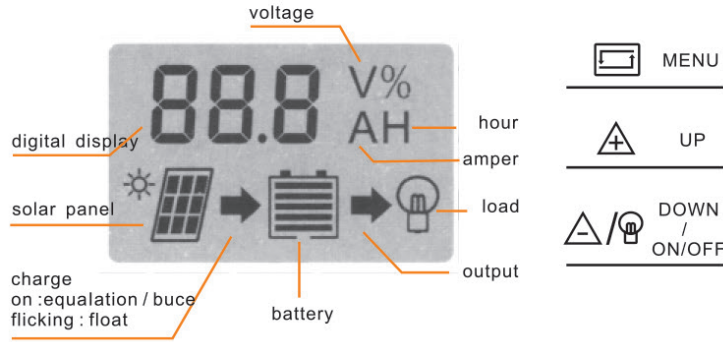 voltage
88.8 V%
AH
digital display
hour
amper
solar panel
load
charge
on :equalation / buce
flicking : float
battery
output
MENU
UP
DOWN
/
ON/OFF